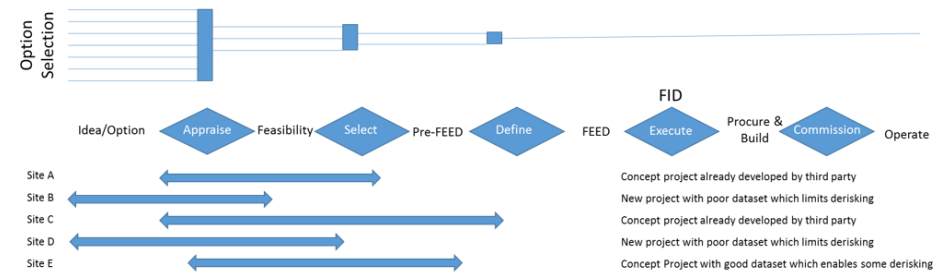 Option
Selection
FID
Idea/Option
Appraise
Feasibility
Select
Pre-FEED
Define
FEED
Execute
Procure &
Build
Commission
Operate
Site A
Concept project already developed by third party
Site B
New project with poor dataset which limits derisking
Site C
Concept project already developed by third party
Site D
New project with poor dataset which limits derisking
Site E
Concept Project with good dataset which enables some derisking